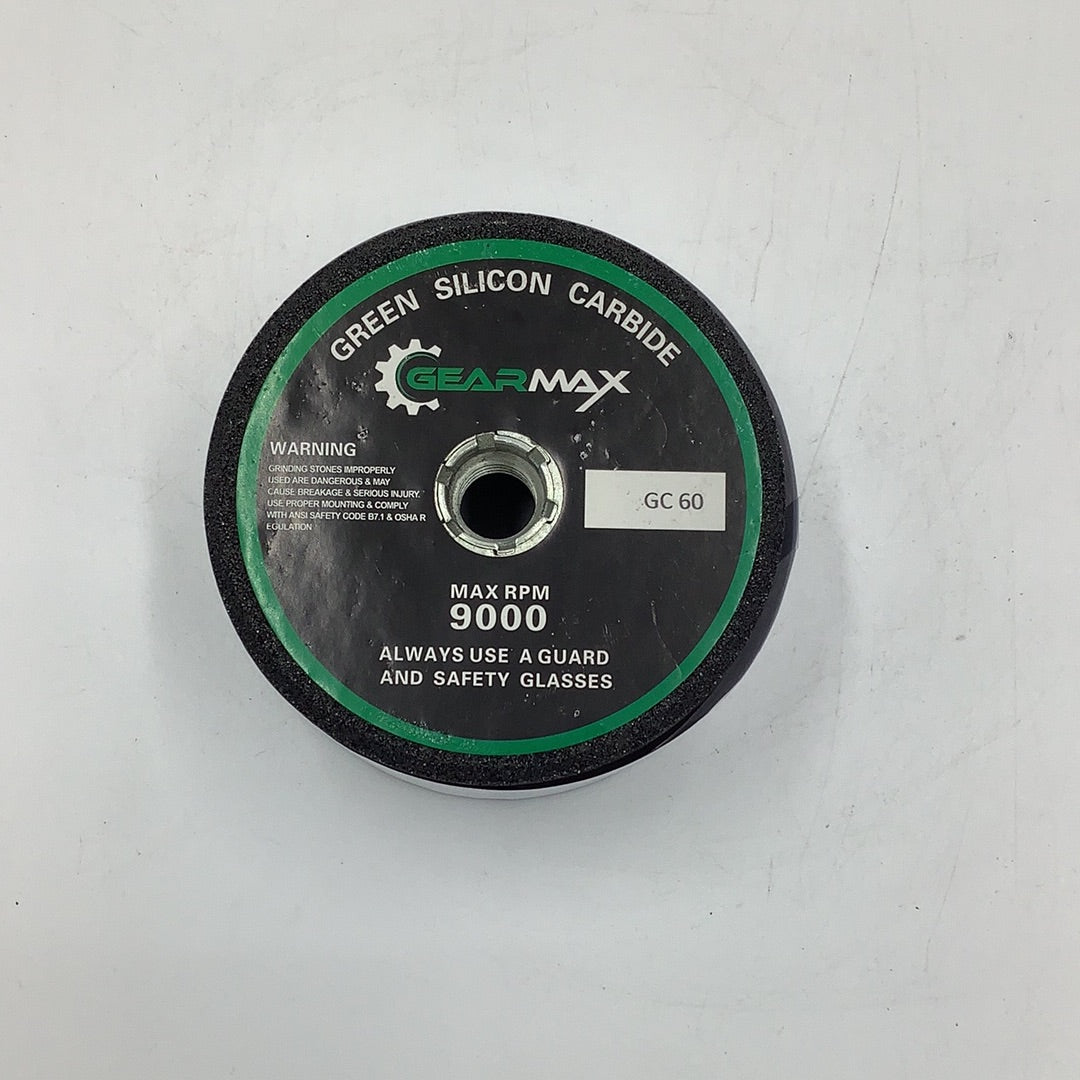 GREEN SILICON CARBIDE
GEARMAX
WARNING
GRINDING STONES IMPROPERLY
USED ARE DANGEROUS & MAY
CAUSE BREAKAGE & SERIOUS INJURY.
USE PROPER MOUNTING & COMPLY
WITH ANSI SAFETY CODE B7.1 & OSHA R
EGULATION
GC 60
MAX RPM
9000
ALWAYS USE A GUARD
AND SAFETY GLASSES